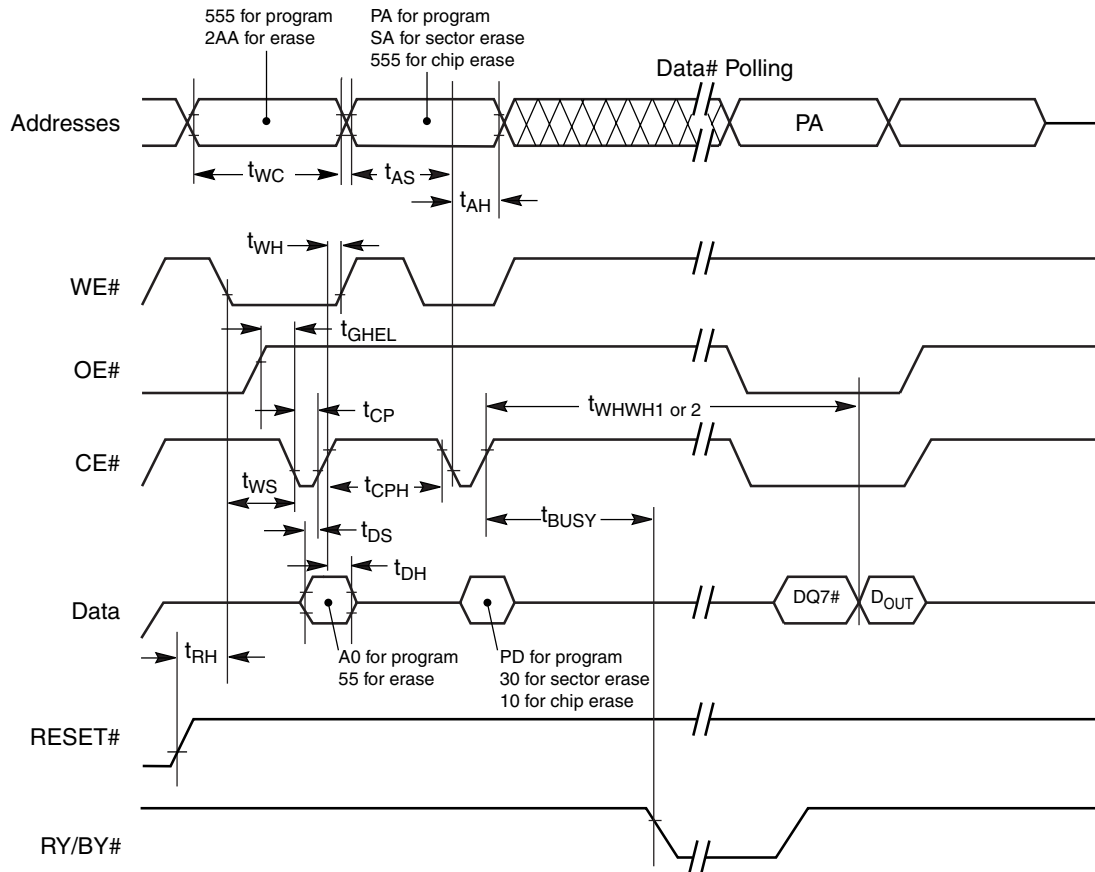 555 for program
2AA for erase
PA for program
SA for sector erase
555 for chip erase
Data# Polling
Addresses
PA
tWC
tAS
tAH
tWH
WE#
tGHEL
OE#
tCP
tWHWH1 or 2
CE#
tWS
tCPH
tBUSY
tDS
tDH
Data
DQ7#
DOUT
tRH
A0 for program
55 for erase
PD for program
30 for sector erase
10 for chip erase
RESET#
RY/BY#